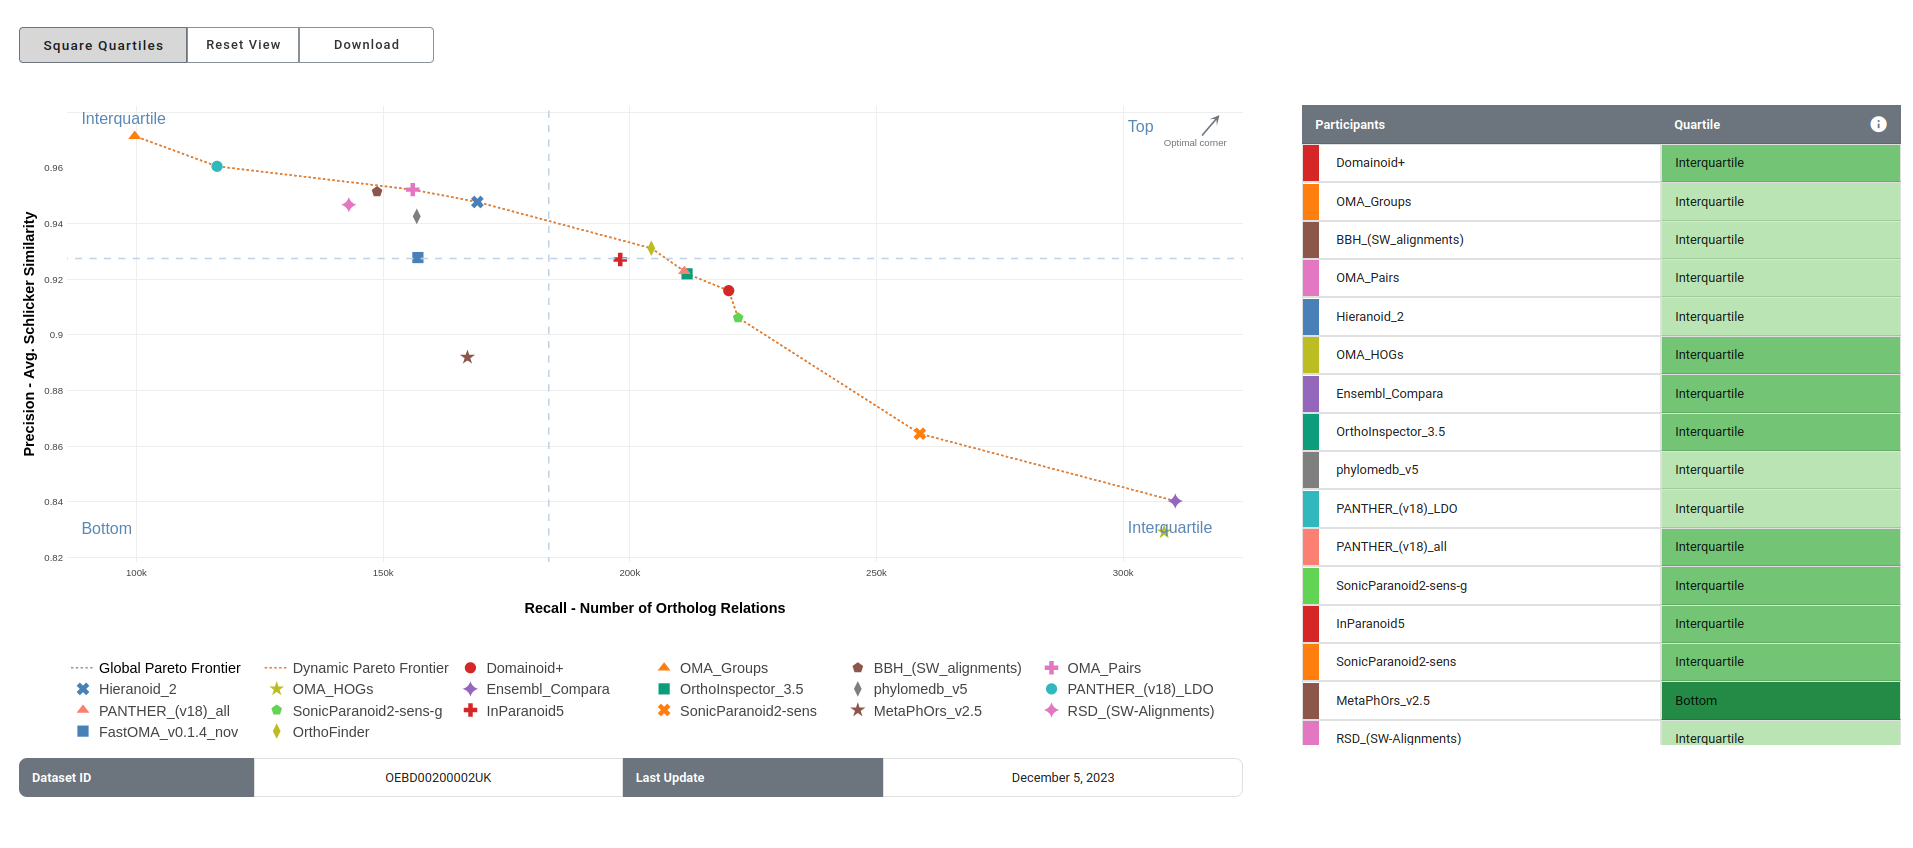 Square Quartiles Reset View Download
Interquartile
Top
Optimal corner
0.96
0.94
0.92
0.9
0.88
0.86
0.84
0.82
Precision - Avg. Schlicker Similarity
Bottom
Interquartile
100k 150k 200k 250k 300k
Recall - Number of Ortholog Relations
Global Pareto Frontier Dynamic Pareto Frontier Domainoid+ OMA_Groups BBH_(SW_alignments) OMA_Pairs
Hieranoid_2 OMA_HOGs Ensembl_Compara OrthoInspector_3.5 phylomedb_v5 PANTHER_(v18)_LDO
PANTHER_(v18)_all SonicParanoid2-sens-g InParanoid5 SonicParanoid2-sens MetaPhOrs_v2.5 RSD_(SW-Alignments)
FastOMA_v0.1.4_nov OrthoFinder
Dataset ID OEBD00200002UK Last Update December 5, 2023
Participants Quartile
Domainoid+ Interquartile
OMA_Groups Interquartile
BBH_(SW_alignments) Interquartile
OMA_Pairs Interquartile
Hieranoid_2 Interquartile
OMA_HOGs Interquartile
Ensembl_Compara Interquartile
OrthoInspector_3.5 Interquartile
phylomedb_v5 Interquartile
PANTHER_(v18)_LDO Interquartile
PANTHER_(v18)_all Interquartile
SonicParanoid2-sens-g Interquartile
InParanoid5 Interquartile
SonicParanoid2-sens Interquartile
MetaPhOrs_v2.5 Bottom
RSD_(SW-Alignments) Interquartile